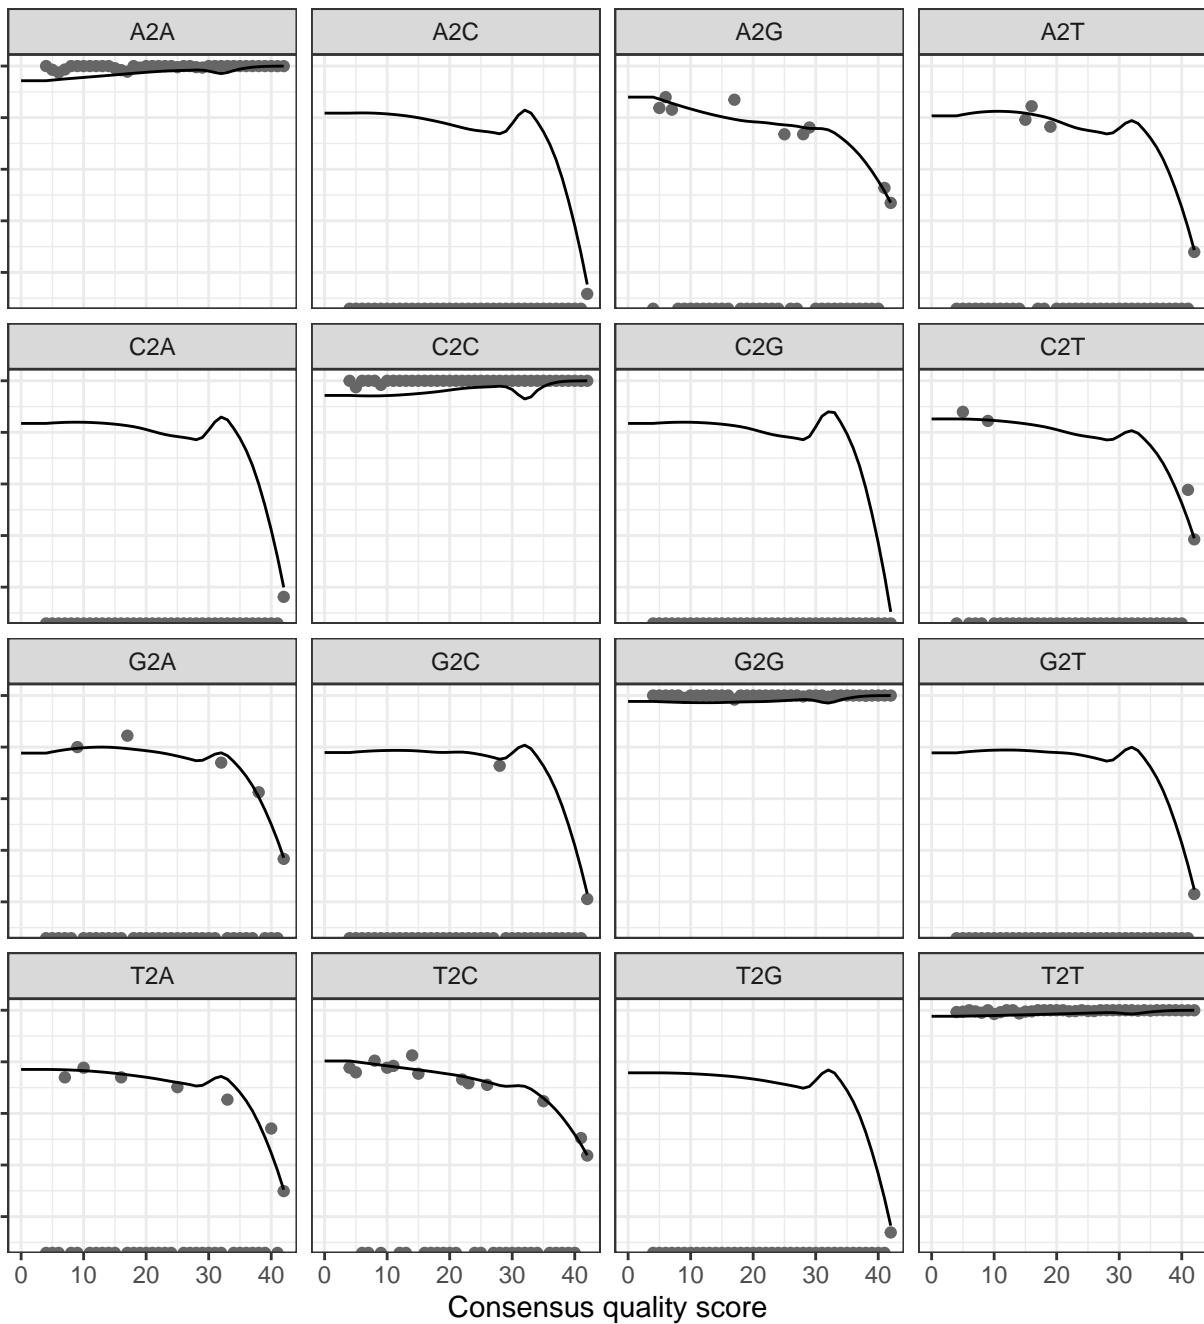 A2A A2C A2G A2T
C2A C2C C2G C2T
G2A G2C G2G G2T
T2A T2C T2G T2T
0 10 20 30 40 0 10 20 30 40 0 10 20 30 40 0 10 20 30 40
Consensus quality score